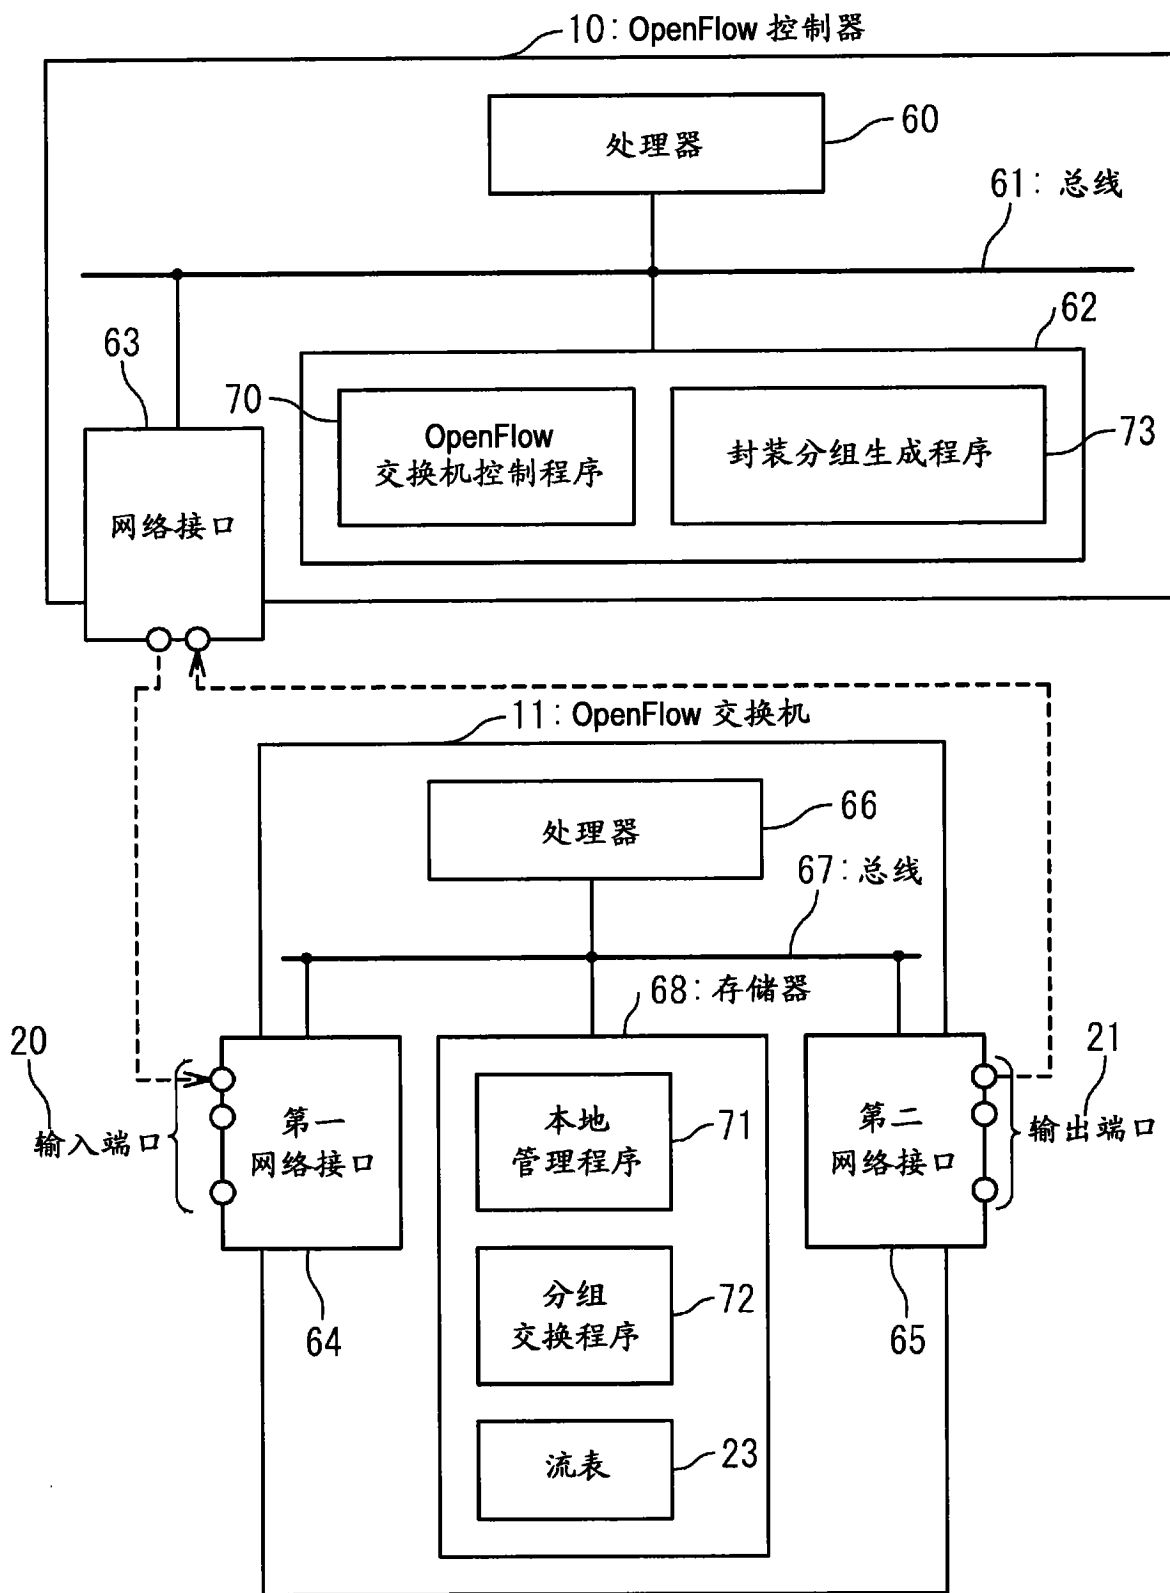 10: OpenFlow 控制器
处理器
60
61: 总线
62
63
70
OpenFlow
交换机控制程序
封装分组生成程序
73
网络接口
11: OpenFlow 交换机
处理器
66
67: 总线
68: 存储器
20
输入端口
第一
网络接口
64
本地
管理程序
71
分组
交换程序
72
流表
23
第二
网络接口
65
21
输出端口